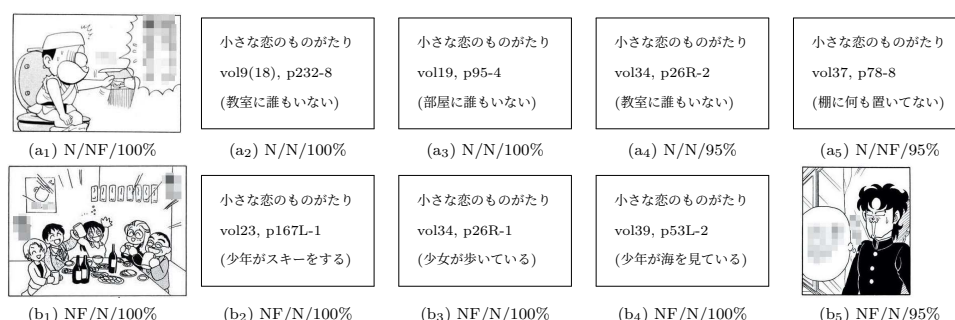 小さな恋のものがたり
vol9(18), p232-8
(教室に誰もいない)
小さな恋のものがたり
vol19, p95-4
(部屋に誰もいない)
小さな恋のものがたり
vol34, p26R-2
(教室に誰もいない)
小さな恋のものがたり
vol37, p78-8
(棚に何も置いてない)
(a₁) N/NF/100%
(a₂) N/N/100%
(a₃) N/N/100%
(a₄) N/N/95%
(a₅) N/NF/95%
小さな恋のものがたり
vol23, p167L-1
(少年がスキーをする)
小さな恋のものがたり
vol34, p26R-1
(少女が歩いている)
小さな恋のものがたり
vol39, p53L-2
(少年が海を見ている)
(b₁) NF/N/100%
(b₂) NF/N/100%
(b₃) NF/N/100%
(b₄) NF/N/100%
(b₅) NF/N/95%